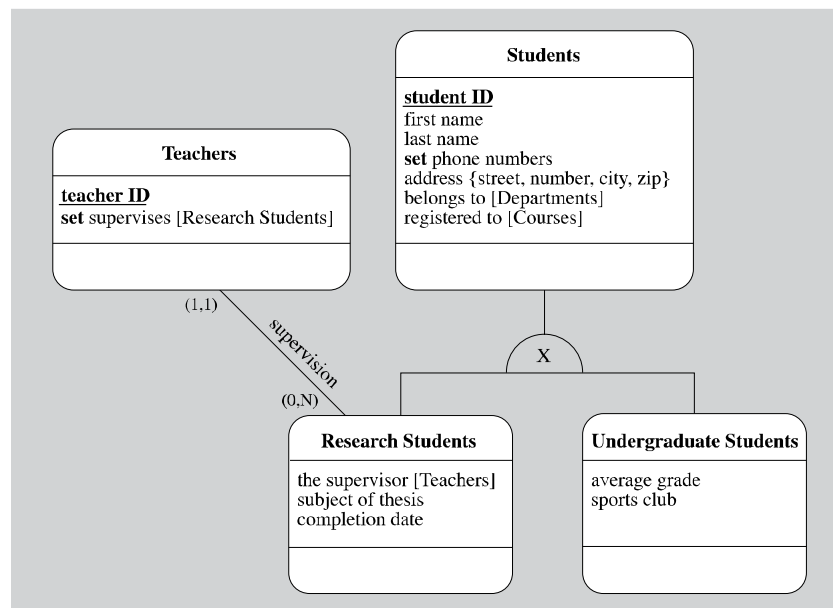 Students
student ID
first name
last name
set phone numbers
address {street, number, city, zip}
belongs to [Departments]
registered to [Courses]
Teachers
teacher ID
set supervises [Research Students]
(1,1)
supervision
(0,N)
X
Research Students
the supervisor [Teachers]
subject of thesis
completion date
Undergraduate Students
average grade
sports club